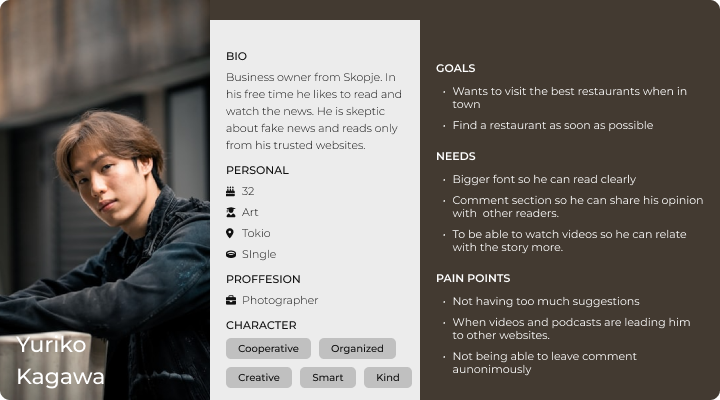 Yuriko
Kagawa
BIO
Business owner from Skopje. In
his free time he likes to read and
watch the news. He is skeptic
about fake news and reads only
from his trusted websites.
PERSONAL
32
Art
Tokio
SIngle
PROFFESION
Photographer
CHARACTER
Cooperative Organized
Creative Smart Kind
GOALS
• Wants to visit the best restaurants when in
town
• Find a restaurant as soon as possible
NEEDS
• Bigger font so he can read clearly
• Comment section so he can share his opinion
with other readers.
• To be able to watch videos so he can relate
with the story more.
PAIN POINTS
• Not having too much suggestions
• When videos and podcasts are leading him
to other websites.
• Not being able to leave comment
aunonimously